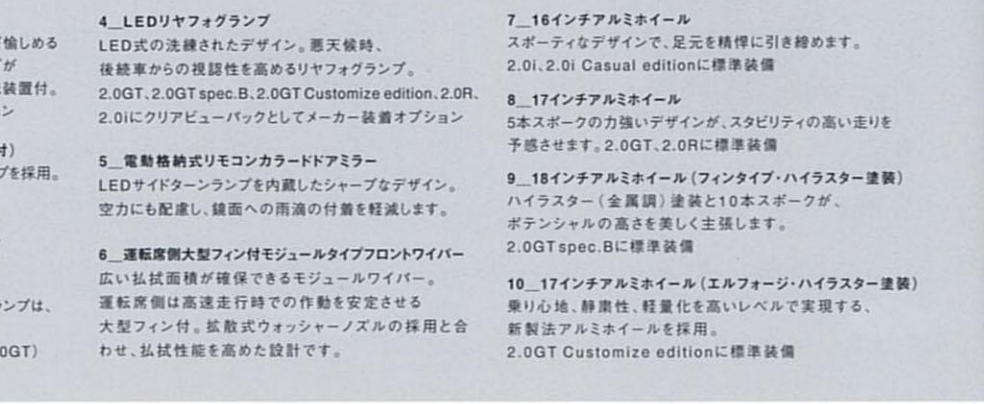 愉しめる
が
装置付。
ン
付）
プを採用。
ンプは、
0GT）
4__LEDリヤフォグランプ
LED式の洗練されたデザイン。悪天候時、
後続車からの視認性を高めるリヤフォグランプ。
2.0GT、2.0GT spec.B、2.0GT Customize edition、2.0R、
2.0iにクリアビューパックとしてメーカー装着オプション
5__電動格納式リモコンカラードドアミラー
LEDサイドターンランプを内蔵したシャープなデザイン。
空力にも配慮し、鏡面への雨滴の付着を軽減します。
6__運転席側大型フィン付モジュールタイプフロントワイパー
広い払拭面積が確保できるモジュールワイパー。
運転席側は高速走行時での作動を安定させる
大型フィン付。拡散式ウォッシャーノズルの採用と合
わせ、払拭性能を高めた設計です。
7__16インチアルミホイール
スポーティなデザインで、足元を精悍に引き締めます。
2.0i、2.0i Casual editionに標準装備
8__17インチアルミホイール
5本スポークの力強いデザインが、スタビリティの高い走りを
予感させます。2.0GT、2.0Rに標準装備
9__18インチアルミホイール（フィンタイプ・ハイラスター塗装）
ハイラスター（金属調）塗装と10本スポークが、
ポテンシャルの高さを美しく主張します。
2.0GT spec.Bに標準装備
10__17インチアルミホイール（エルフォージ・ハイラスター塗装）
乗り心地、静粛性、軽量化を高いレベルで実現する、
新製法アルミホイールを採用。
2.0GT Customize editionに標準装備